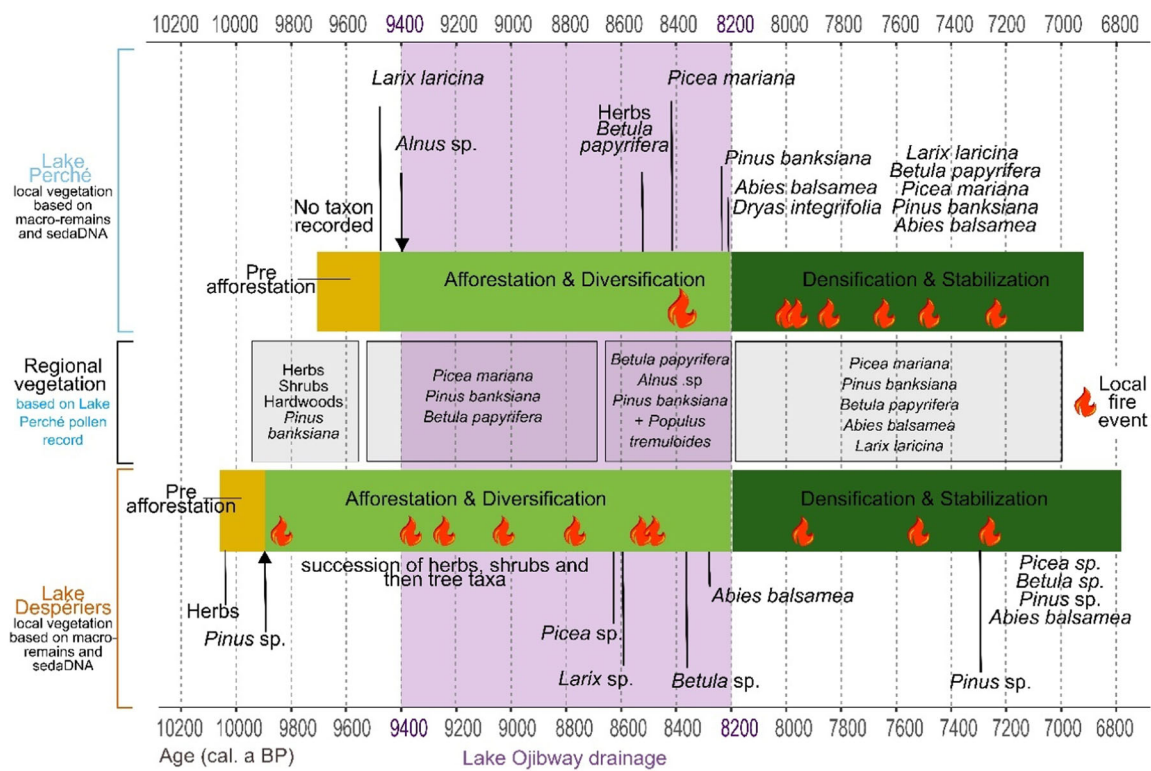 10200 10000 9800 9600 9400 9200 9000 8800 8600 8400 8200 8000 7800 7600 7400 7200 7000 6800
Larix laricina
Picea mariana
Alnus sp.
Herbs
Betula
papyrifera
Pinus banksiana
Abies balsamea
Dryas integrifolia
Larix laricina
Betula papyrifera
Picea mariana
Pinus banksiana
Abies balsamea
Lake
Perché
local vegetation
based on
macro-remains
and sedaDNA
No taxon
recorded
Pre
afforestation
Afforestation & Diversification
Densification & Stabilization
Regional
vegetation
based on Lake
Perché pollen
record
Herbs
Shrubs
Hardwoods
Pinus
banksiana
Picea mariana
Pinus banksiana
Betula papyrifera
Betula papyrifera
Alnus .sp
Pinus banksiana
+ Populus
tremuloides
Picea mariana
Pinus banksiana
Betula papyrifera
Abies balsamea
Larix laricina
Local
fire
event
Pre
afforestation
Afforestation & Diversification
Densification & Stabilization
Lake
Despériers
local vegetation
based on macro-
remains and
sedaDNA
Herbs
Pinus sp.
succession of herbs, shrubs and
then tree taxa
Picea sp.
Larix sp.
Betula sp.
Abies balsamea
Pinus sp.
Picea sp.
Betula sp.
Pinus sp.
Abies balsamea
10200 10000 9800 9600 9400 9200 9000 8800 8600 8400 8200 8000 7800 7600 7400 7200 7000 6800
Age (cal. a BP)
Lake Ojibway drainage